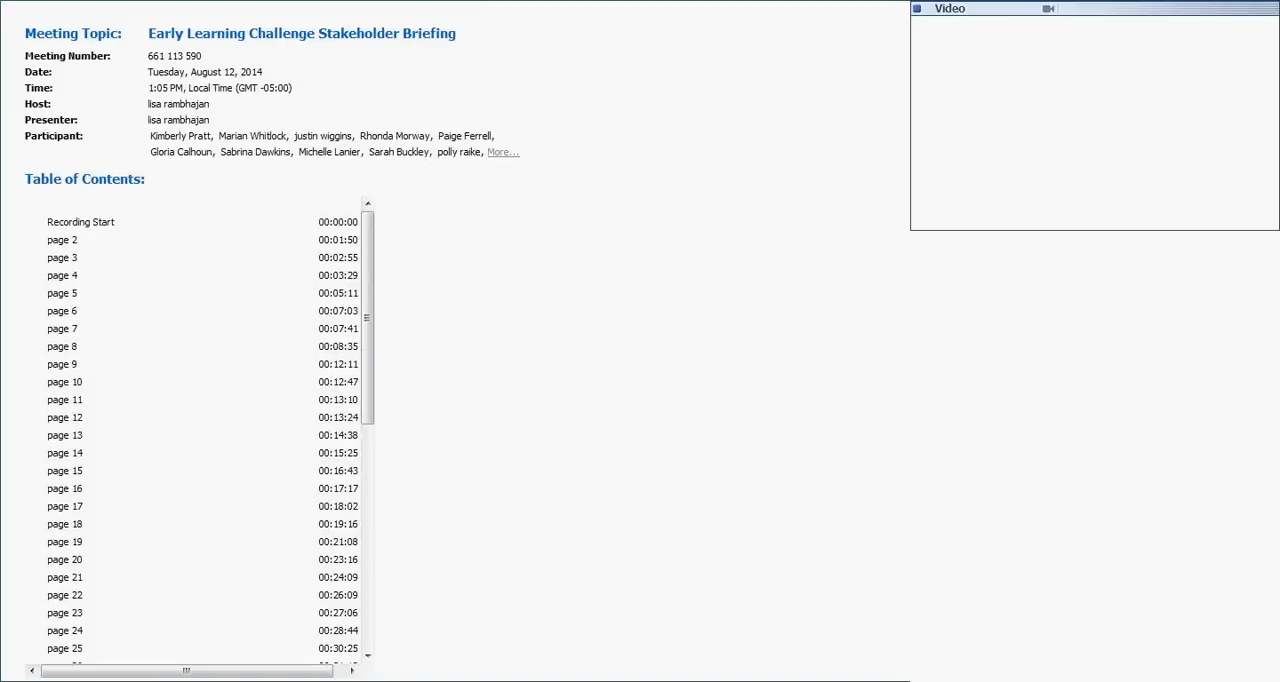 Video
Meeting Topic: Early Learning Challenge Stakeholder Briefing
Meeting Number: 661 113 590
Date: Tuesday, August 12, 2014
Time: 1:05 PM, Local Time (GMT -05:00)
Host: lisa rambhajan
Presenter: lisa rambhajan
Participant: Kimberly Pratt, Marian Whitlock, justin wiggins, Rhonda Morway, Paige Ferrell,
Gloria Calhoun, Sabrina Dawkins, Michelle Lanier, Sarah Buckley, polly raike, More...
Table of Contents:
Recording Start 00:00:00
page 2 00:01:50
page 3 00:02:55
page 4 00:03:29
page 5 00:05:11
page 6 00:07:03
page 7 00:07:41
page 8 00:08:35
page 9 00:12:11
page 10 00:12:47
page 11 00:13:10
page 12 00:13:24
page 13 00:14:38
page 14 00:15:25
page 15 00:16:43
page 16 00:17:17
page 17 00:18:02
page 18 00:19:16
page 19 00:21:08
page 20 00:23:16
page 21 00:24:09
page 22 00:26:09
page 23 00:27:06
page 24 00:28:44
page 25 00:30:25